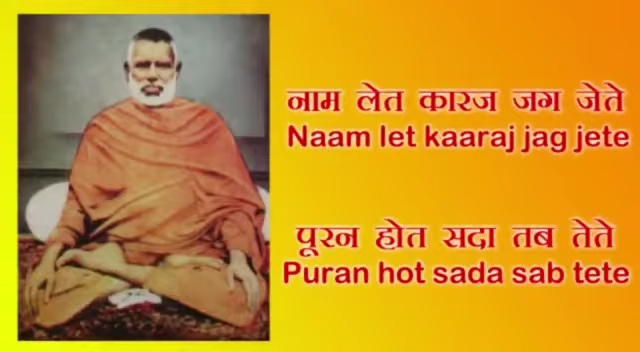 नाम लेत कारज जग जेते
Naam let kaaraj jag jete
पूरन होत सदा तब तेते
Puran hot sada sab tete